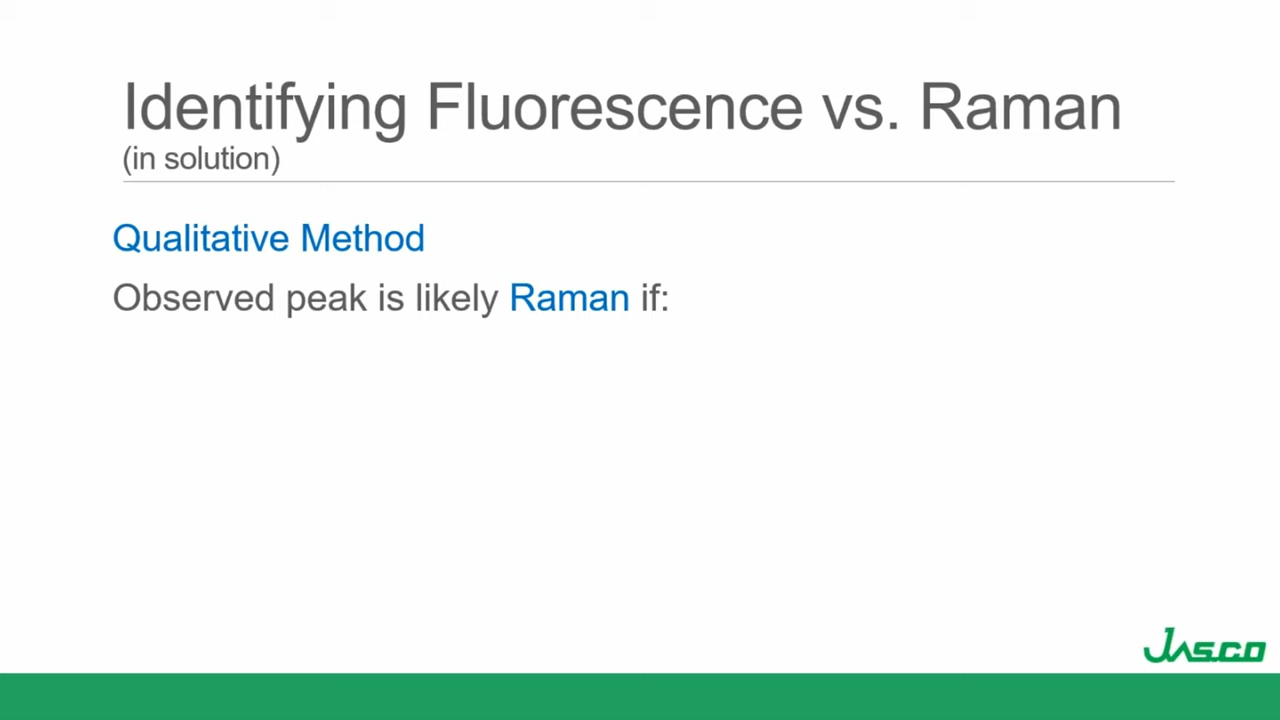 Identifying Fluorescence vs. Raman
(in solution)
Qualitative Method
Observed peak is likely Raman if:
Jasco